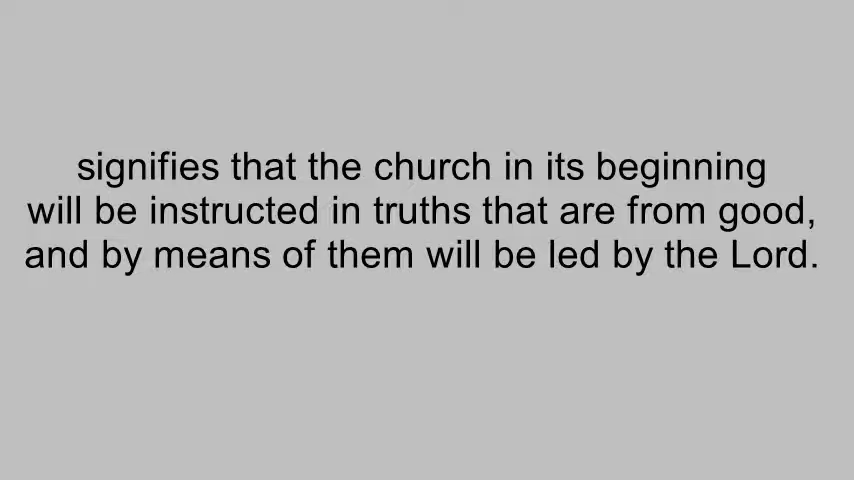 signifies that the church in its beginning
will be instructed in truths that are from good,
and by means of them will be led by the Lord.